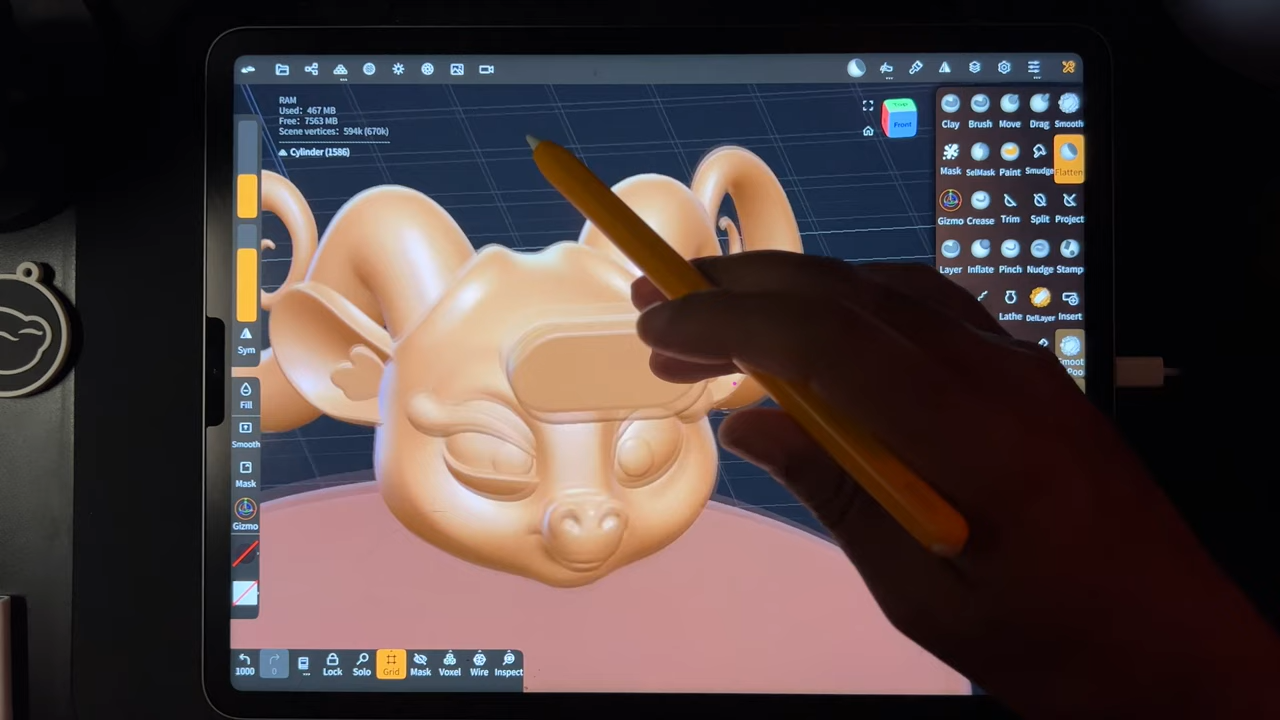 RAM
Used: 467 MB
Free: 7563 MB
Scene vertices: 594k (670k)
Cylinder (1586)
Top
Front
Clay Brush Move Drag Smooth
Mask SelMask Paint Smudge Flatten
Gizmo Crease Trim Split Project
Layer Inflate Pinch Nudge Stamp
Lathe DelLayer Insert
Sym
Fill
Smooth
Mask
Gizmo
1000 0 Lock Solo Grid Mask Voxel Wire Inspect